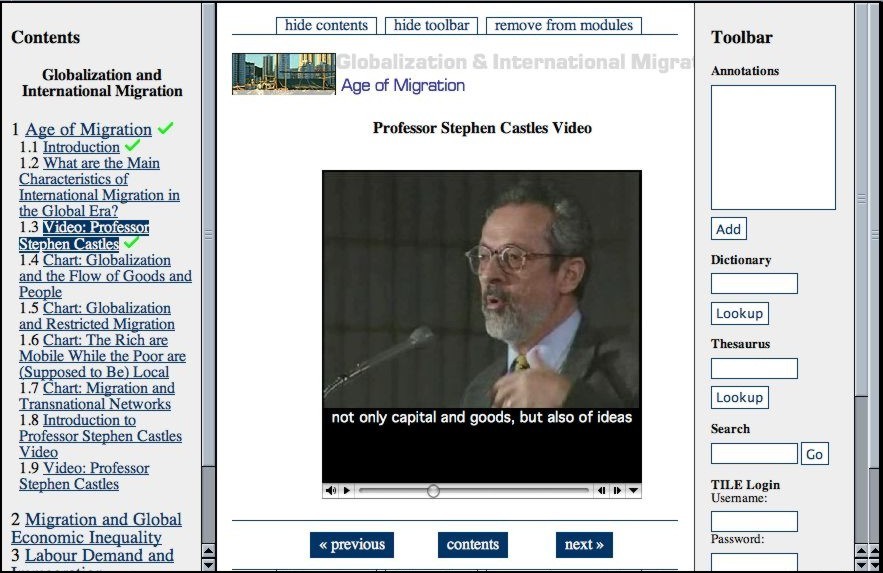 Contents
Globalization and
International Migration
1 Age of Migration
1.1 Introduction
1.2 What are the Main
Characteristics of
International Migration in
the Global Era?
1.3 Video: Professor
Stephen Castles
1.4 Chart: Globalization
and the Flow of Goods and
People
1.5 Chart: Globalization
and Restricted Migration
1.6 Chart: The Rich are
Mobile While the Poor are
(Supposed to Be) Local
1.7 Chart: Migration and
Transnational Networks
1.8 Introduction to
Professor Stephen Castles
Video
1.9 Video: Professor
Stephen Castles
2 Migration and Global
Economic Inequality
3 Labour Demand and
hide contents
hide toolbar
remove from modules
Globalization & International Migra
Age of Migration
Professor Stephen Castles Video
not only capital and goods, but also of ideas
« previous
contents
next »
Toolbar
Annotations
Add
Dictionary
Lookup
Thesaurus
Lookup
Search
Go
TILE Login
Username:
Password: